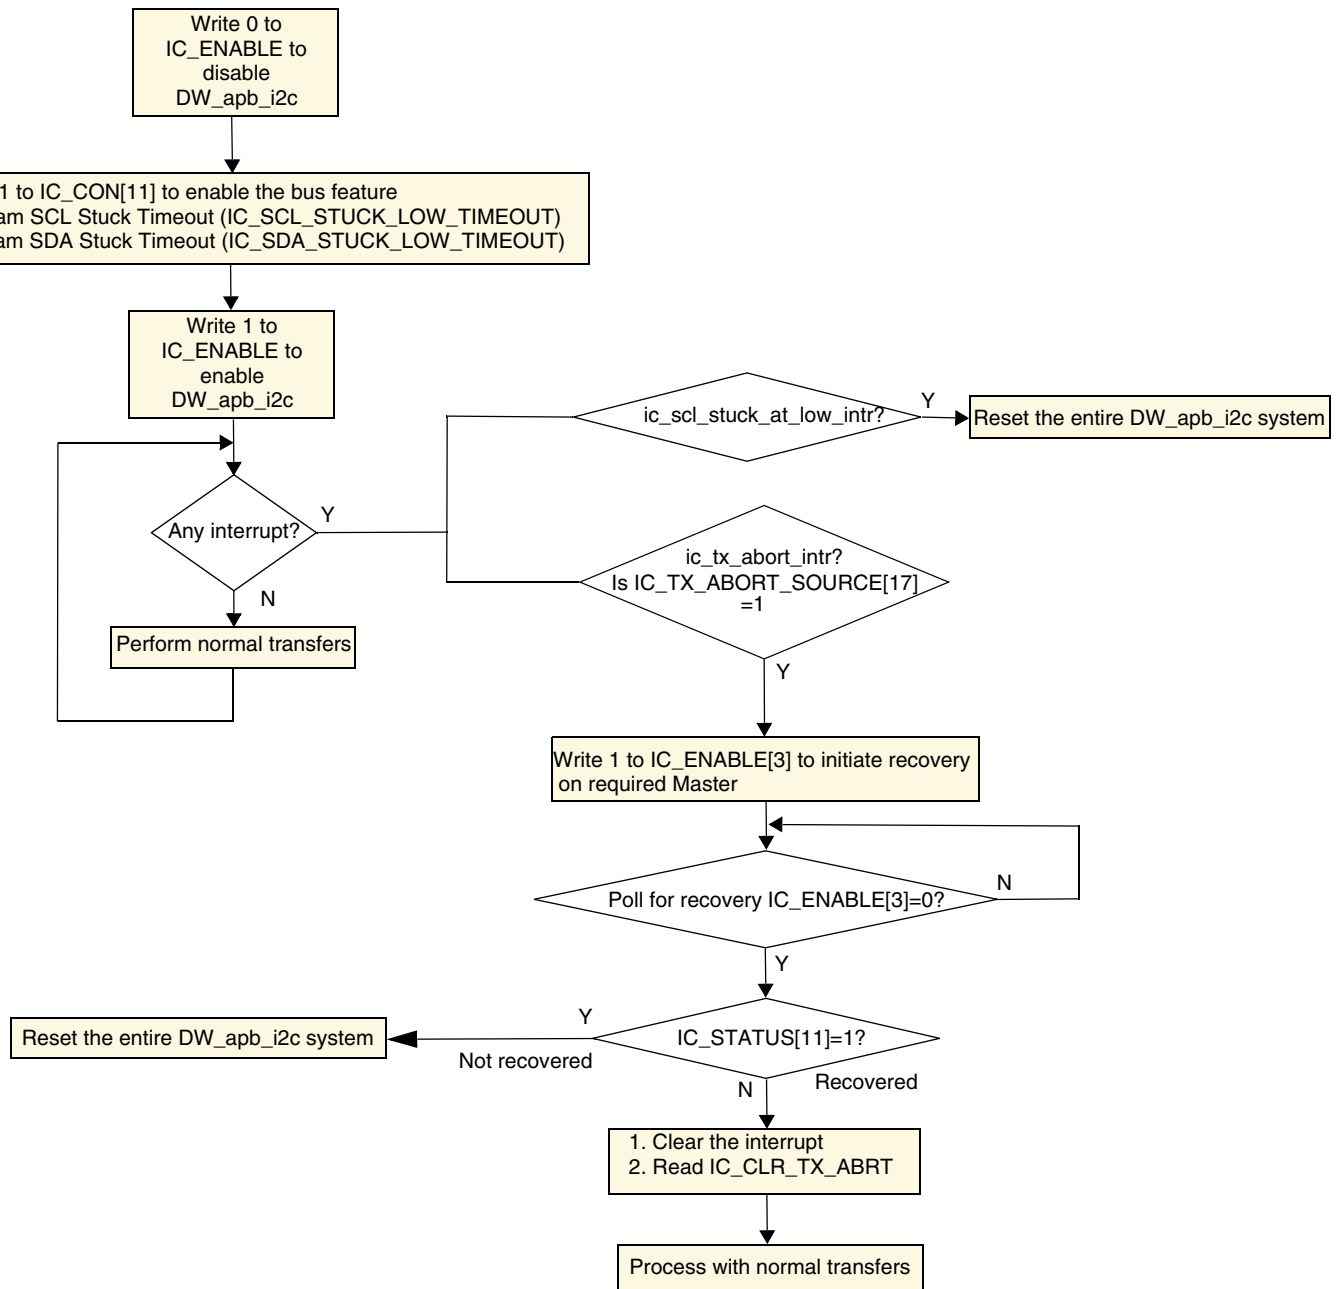 Write 0 to
IC_ENABLE to
disable
DW_apb_i2c
1 to IC_CON[11] to enable the bus feature
am SCL Stuck Timeout (IC_SCL_STUCK_LOW_TIMEOUT)
am SDA Stuck Timeout (IC_SDA_STUCK_LOW_TIMEOUT)
Write 1 to
IC_ENABLE to
enable
DW_apb_i2c
ic_scl_stuck_at_low_intr?
Y
Reset the entire DW_apb_i2c system
Any interrupt?
Y
N
Perform normal transfers
ic_tx_abort_intr?
Is IC_TX_ABORT_SOURCE[17]
=1
Y
Write 1 to IC_ENABLE[3] to initiate recovery
on required Master
Poll for recovery IC_ENABLE[3]=0?
N
Y
IC_STATUS[11]=1?
Y
Not recovered
Reset the entire DW_apb_i2c system
N
Recovered
1. Clear the interrupt
2. Read IC_CLR_TX_ABRT
Process with normal transfers